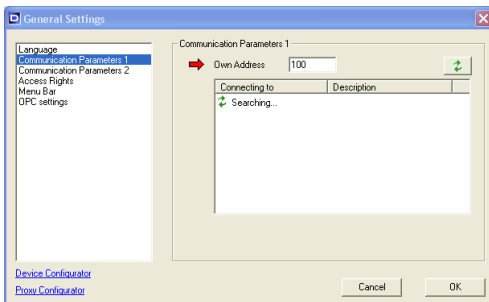 General Settings
Language
Communication Parameters 1
Communication Parameters 2
Access Rights
Menu Bar
OPC settings
Communication Parameters 1
Own Address 100
Connecting to Description
Searching...
Device Configurator
Proxy Configurator
Cancel OK